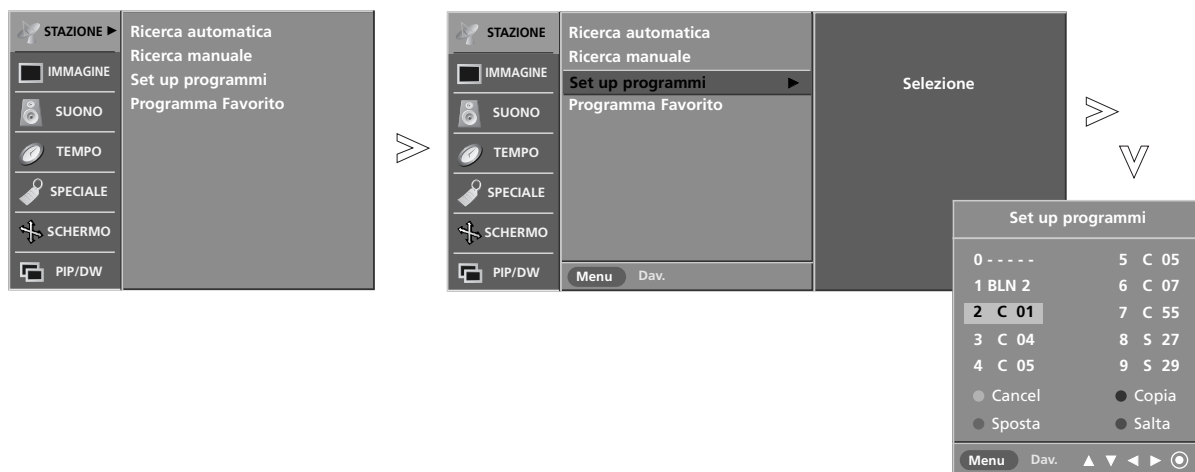 STAZIONE ►
IMMAGINE
SUONO
TEMPO
SPECIALE
SCHERMO
PIP/DW
Ricerca automatica
Ricerca manuale
Set up programmi
Programma Favorito
STAZIONE
IMMAGINE
SUONO
TEMPO
SPECIALE
SCHERMO
PIP/DW
Ricerca automatica
Ricerca manuale
Set up programmi ►
Programma Favorito
Menu Dav.
Selezione
Set up programmi
0 - - - - -
1 BLN 2
2 C 01
3 C 04
4 C 05
5 C 05
6 C 07
7 C 55
8 S 27
9 S 29
Cancel
Copia
Sposta
Salta
Menu Dav. ▲ ▼ ◄ ►